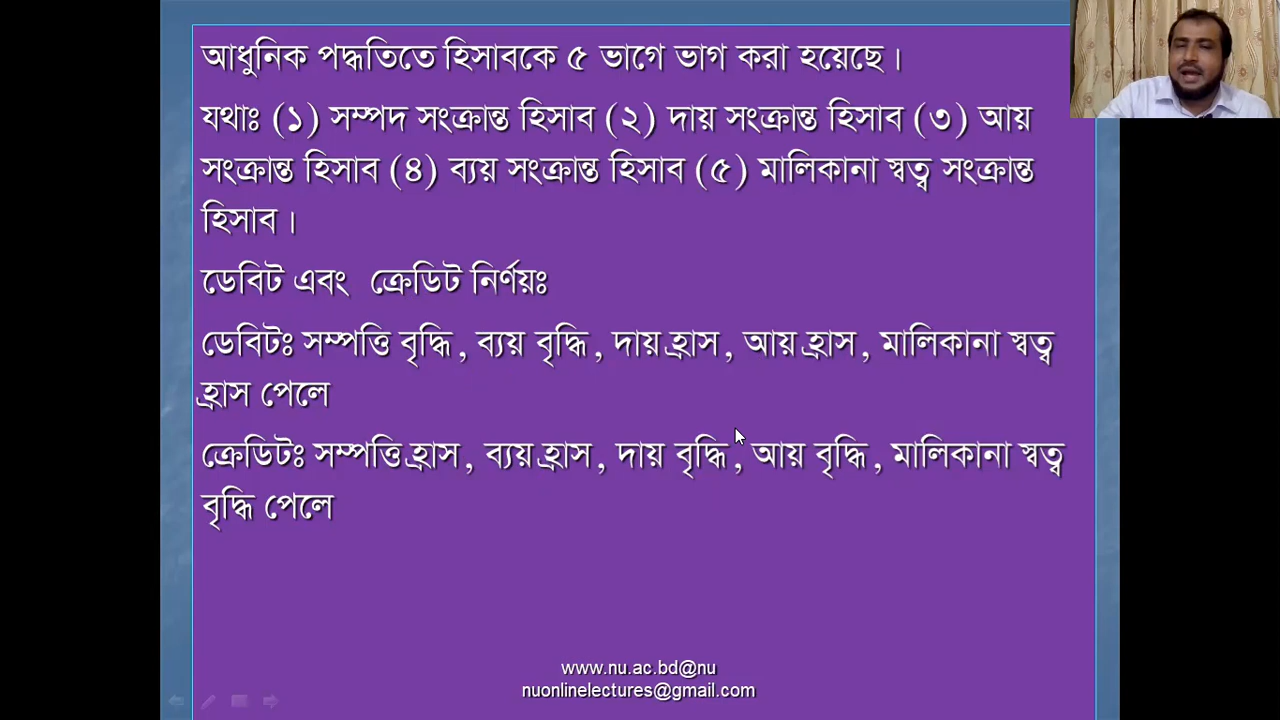 আধুনিক পদ্ধতিতে হিসাবকে ৫ ভাগে ভাগ করা হয়েছে।
যথাঃ (১) সম্পদ সংক্রান্ত হিসাব (২) দায় সংক্রান্ত হিসাব (৩) আয়
সংক্রান্ত হিসাব (৪) ব্যয় সংক্রান্ত হিসাব (৫) মালিকানা স্বত্ব সংক্রান্ত
হিসাব।
ডেবিট এবং ক্রেডিট নির্ণয়ঃ
ডেবিটঃ সম্পত্তি বৃদ্ধি, ব্যয় বৃদ্ধি, দায় হ্রাস, আয় হ্রাস, মালিকানা স্বত্ব
হ্রাস পেলে
ক্রেডিটঃ সম্পত্তি হ্রাস, ব্যয় হ্রাস, দায় বৃদ্ধি, আয় বৃদ্ধি, মালিকানা স্বত্ব
বৃদ্ধি পেলে
www.nu.ac.bd@nu
nuonlinelectures@gmail.com